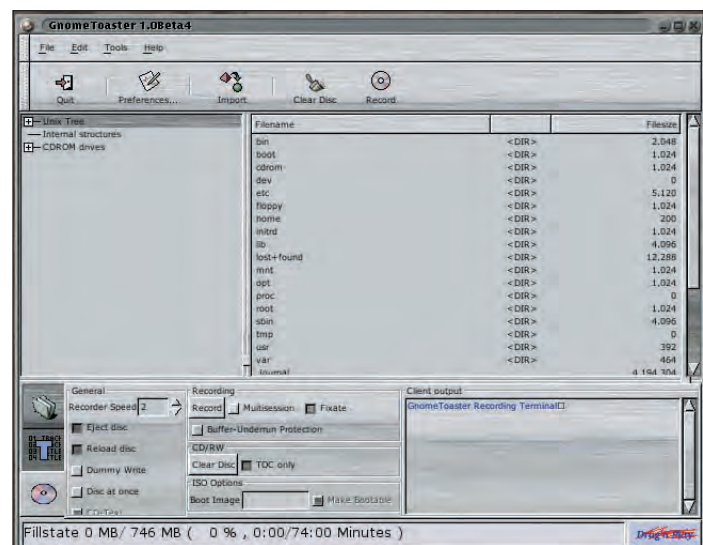 GnomeToaster 1.0Beta4
File Edit Tools Help
Quit Preferences... Import Clear Disc Record
Unix Tree
Internal structures
CDROM drives
Filename Filesize
bin <DIR> 2.048
boot <DIR> 1.024
cdrom <DIR> 1.024
dev <DIR> 0
etc <DIR> 5.120
floppy <DIR> 1.024
home <DIR> 200
initrd <DIR> 1.024
lib <DIR> 4.096
lost+found <DIR> 12.288
mnt <DIR> 1.024
opt <DIR> 1.024
proc <DIR> 0
root <DIR> 1.024
sbin <DIR> 4.096
tmp <DIR> 0
usr <DIR> 392
var <DIR> 464
.journal 4.194.304
General
Recorder Speed 2
Eject disc
Reload disc
Dummy Write
Disc at once
CD-Text
Recording
Record Multisession Fixate
Buffer-Underrun Protection
CD/RW
Clear Disc TOC only
ISO Options
Boot Image Make Bootable
Client output
GnomeToaster Recording Terminal
Fillstate 0 MB/ 746 MB ( 0 % , 0:00/74:00 Minutes )